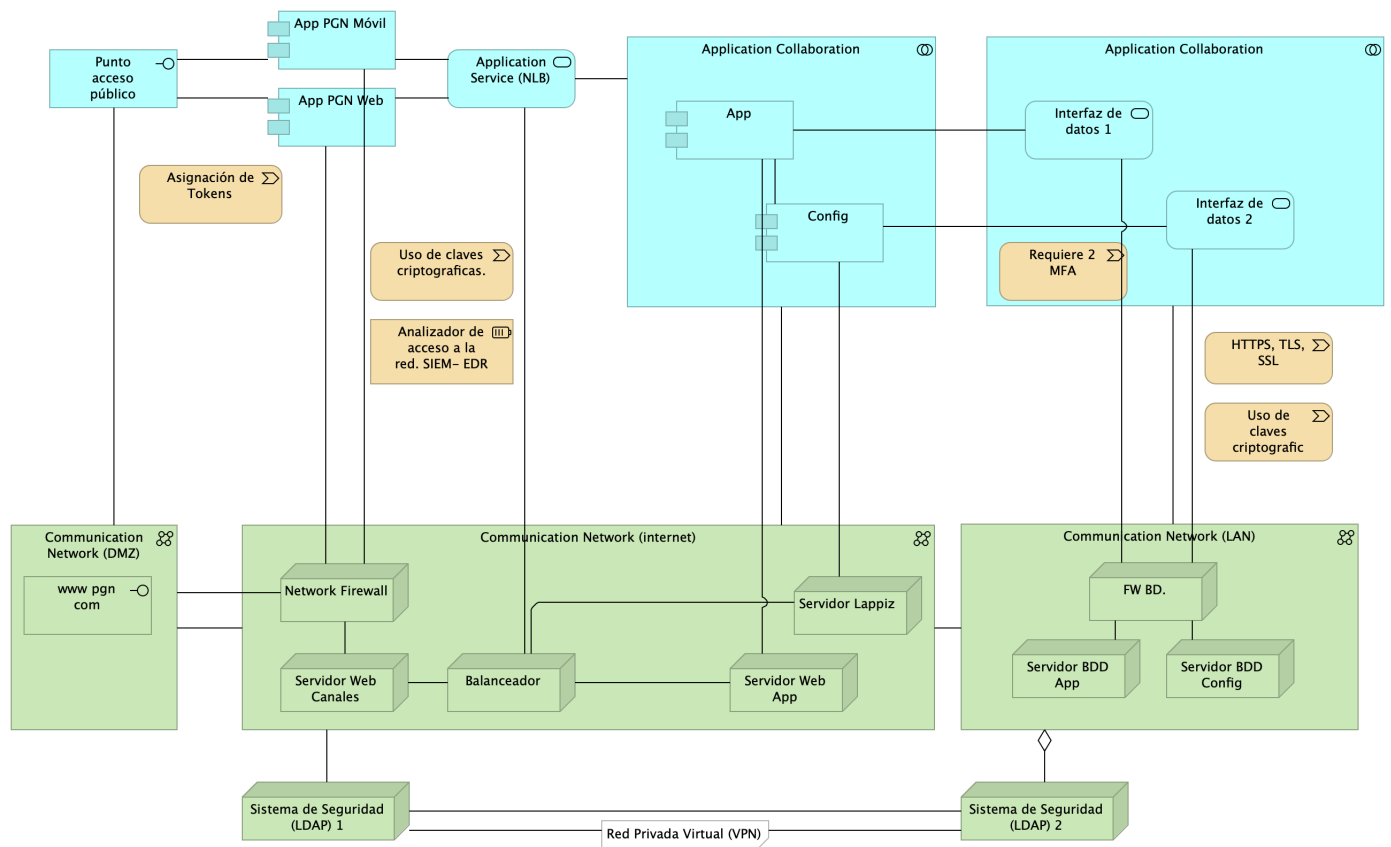 App PGN Móvil
Punto
acceso
público
Application
Service (NLB)
Application Collaboration
Application Collaboration
App PGN Web
App
Interfaz de
datos 1
Asignación de
Tokens
Config
Interfaz de
datos 2
Uso de claves
criptograficas.
Requiere 2
MFA
Analizador de
acceso a la
red. SIEM- EDR
HTTPS, TLS,
SSL
Uso de
claves
criptografic
Communication
Network (DMZ)
Communication Network (internet)
Communication Network (LAN)
www pgn
com
Network Firewall
Servidor Lappiz
FW BD.
Servidor Web
Canales
Balanceador
Servidor Web
App
Servidor BDD
App
Servidor BDD
Config
Sistema de Seguridad
(LDAP) 1
Sistema de Seguridad
(LDAP) 2
Red Privada Virtual (VPN)